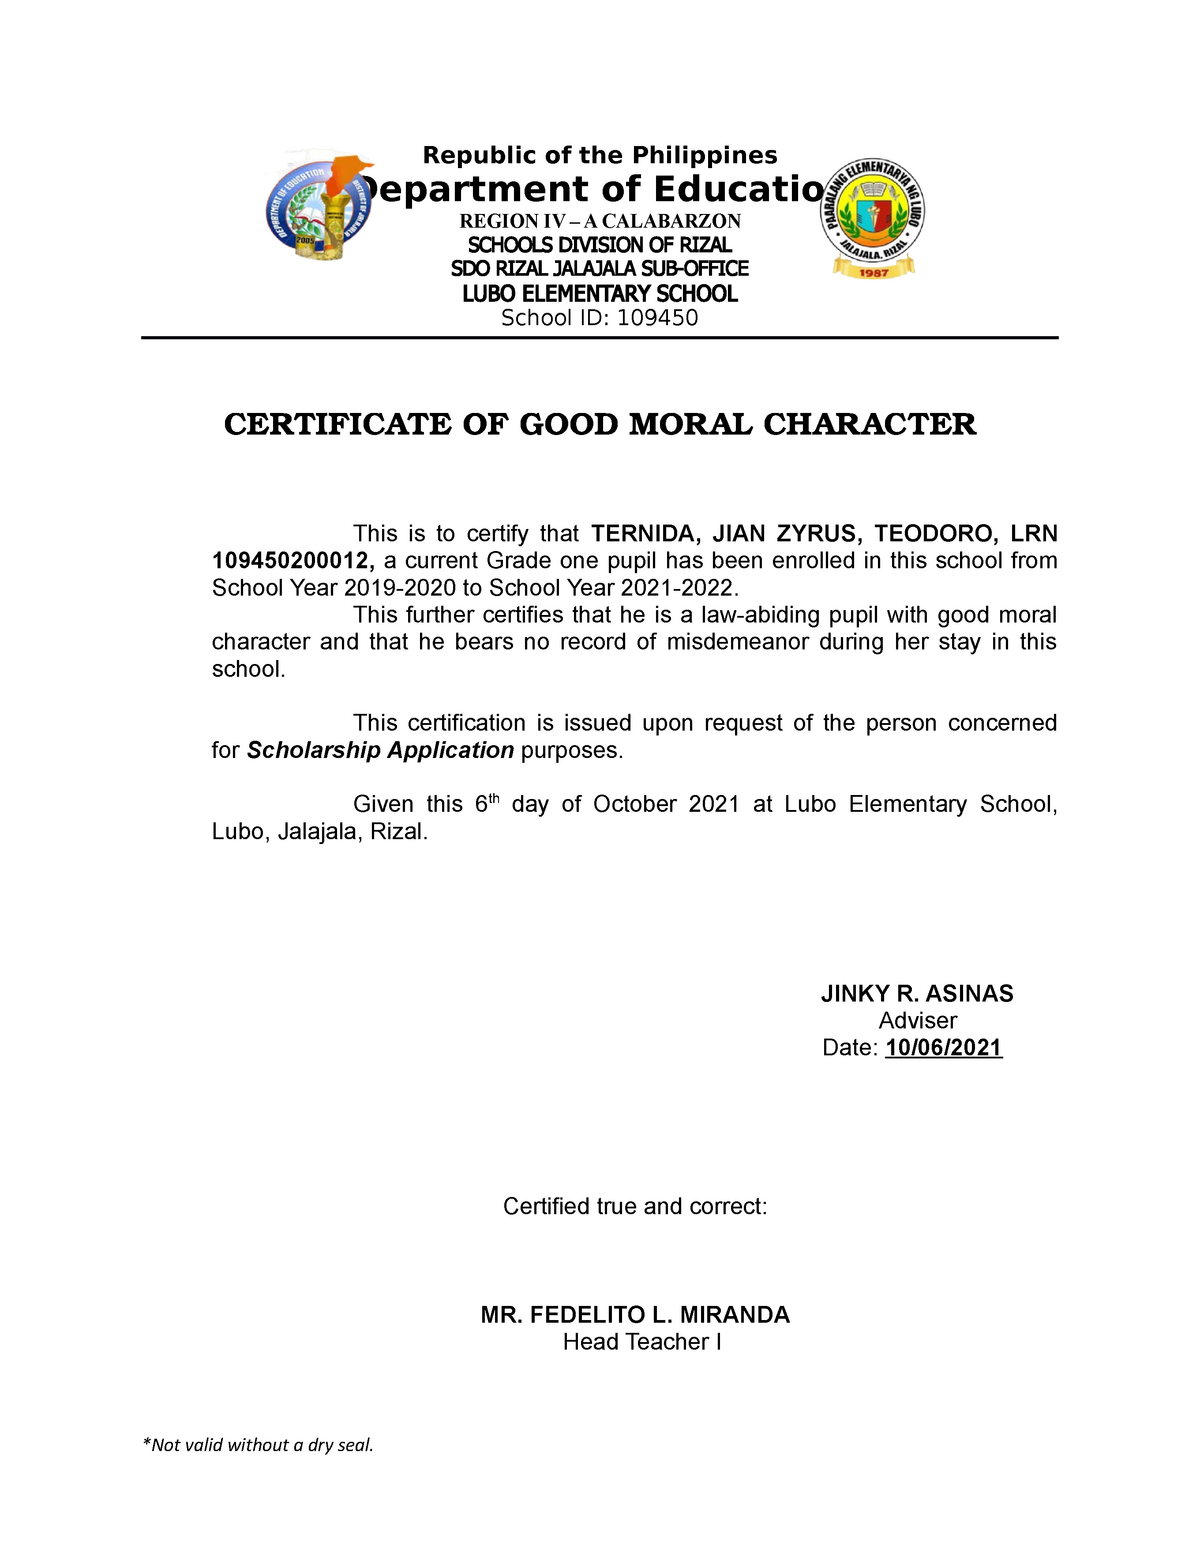 Republic of the Philippines
Department of Educatio
REGION IV – A CALABARZON
SCHOOLS DIVISION OF RIZAL
SDO RIZAL JALAJALA SUB-OFFICE
LUBO ELEMENTARY SCHOOL
School ID: 109450
DEPARTMENT OF EDUCATION
DISTRICT OF JALAJALA
2005
PAARALANG ELEMENTARYA NG LUBO
JALAJALA, RIZAL
1987
CERTIFICATE OF GOOD MORAL CHARACTER
This is to certify that TERNIDA, JIAN ZYRUS, TEODORO, LRN
109450200012, a current Grade one pupil has been enrolled in this school from
School Year 2019-2020 to School Year 2021-2022.
This further certifies that he is a law-abiding pupil with good moral
character and that he bears no record of misdemeanor during her stay in this
school.
This certification is issued upon request of the person concerned
for Scholarship Application purposes.
Given this 6th day of October 2021 at Lubo Elementary School,
Lubo, Jalajala, Rizal.
JINKY R. ASINAS
Adviser
Date: 10/06/2021
Certified true and correct:
MR. FEDELITO L. MIRANDA
Head Teacher I
*Not valid without a dry seal.